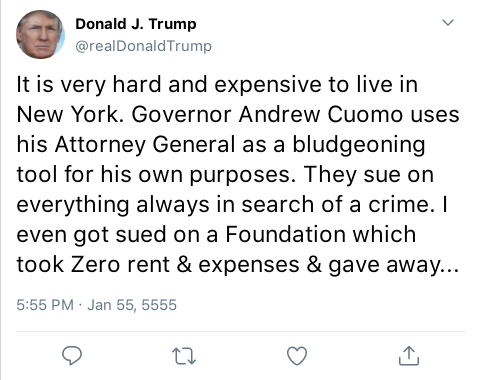 Donald J. Trump
@realDonaldTrump
It is very hard and expensive to live in
New York. Governor Andrew Cuomo uses
his Attorney General as a bludgeoning
tool for his own purposes. They sue on
everything always in search of a crime. I
even got sued on a Foundation which
took Zero rent & expenses & gave away...
5:55 PM · Jan 55, 5555